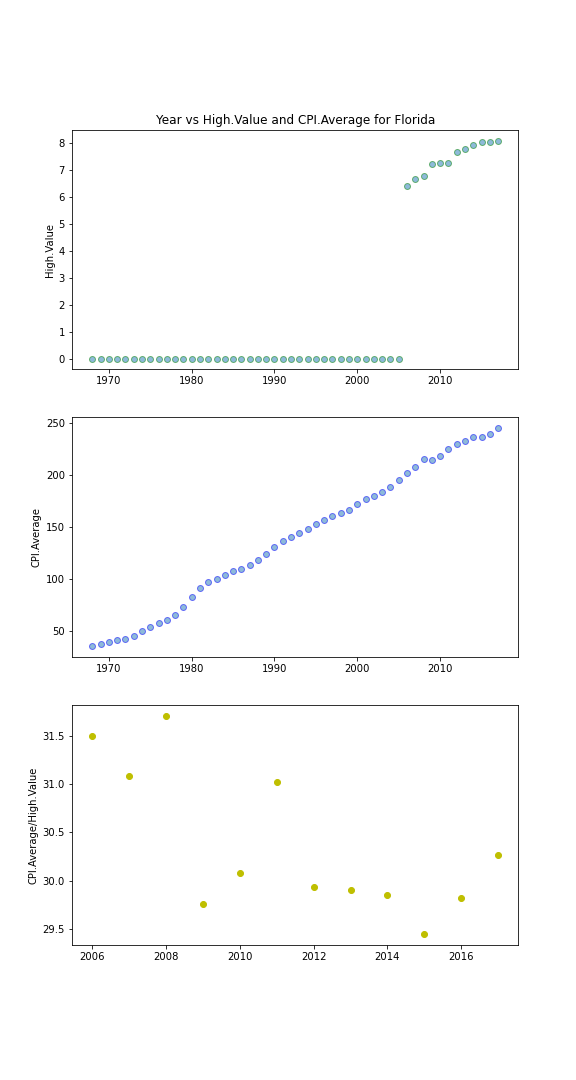 Year vs High.Value and CPI.Average for Florida
High.Value
8
7
6
5
4
3
2
1
0
1970 1980 1990 2000 2010
CPI.Average
250
200
150
100
50
1970 1980 1990 2000 2010
CPI.Average/High.Value
31.5
31.0
30.5
30.0
29.5
2006 2008 2010 2012 2014 2016